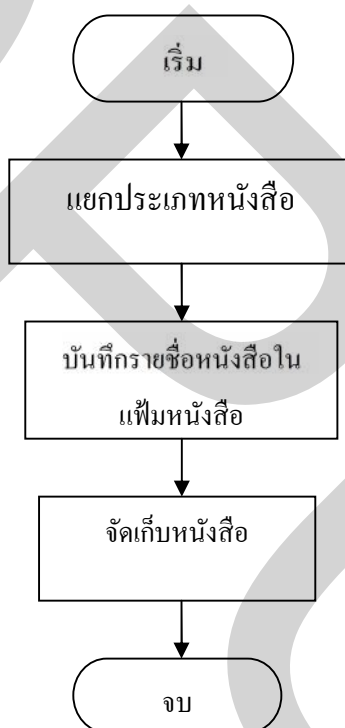 เริ่ม
แยกประเภทหนังสือ
บันทึกรายชื่อหนังสือใน
แฟ้มหนังสือ
จัดเก็บหนังสือ
จบ